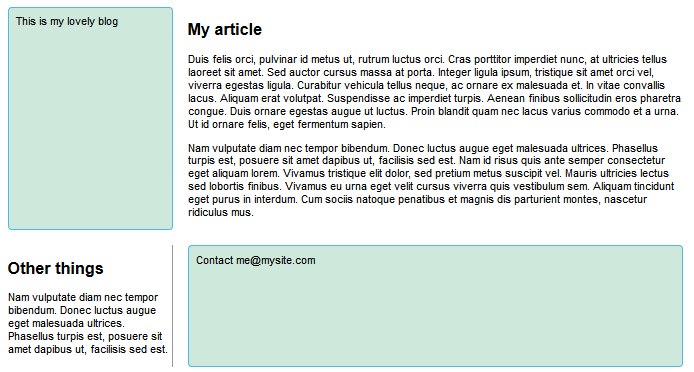 This is my lovely blog
My article
Duis felis orci, pulvinar id metus ut, rutrum luctus orci. Cras porttitor imperdiet nunc, at ultricies tellus
laoreet sit amet. Sed auctor cursus massa at porta. Integer ligula ipsum, tristique sit amet orci vel,
viverra egestas ligula. Curabitur vehicula tellus neque, ac ornare ex malesuada et. In vitae convallis
lacus. Aliquam erat volutpat. Suspendisse ac imperdiet turpis. Aenean finibus sollicitudin eros pharetra
congue. Duis ornare egestas augue ut luctus. Proin blandit quam nec lacus varius commodo et a urna.
Ut id ornare felis, eget fermentum sapien.
Nam vulputate diam nec tempor bibendum. Donec luctus augue eget malesuada ultrices. Phasellus
turpis est, posuere sit amet dapibus ut, facilisis sed est. Nam id risus quis ante semper consectetur
eget aliquam lorem. Vivamus tristique elit dolor, sed pretium metus suscipit vel. Mauris ultricies lectus
sed lobortis finibus. Vivamus eu urna eget velit cursus viverra quis vestibulum sem. Aliquam tincidunt
eget purus in interdum. Cum sociis natoque penatibus et magnis dis parturient montes, nascetur
ridiculus mus.
Other things
Nam vulputate diam nec tempor
bibendum. Donec luctus augue
eget malesuada ultrices.
Phasellus turpis est, posuere sit
amet dapibus ut, facilisis sed est.
Contact me@mysite.com